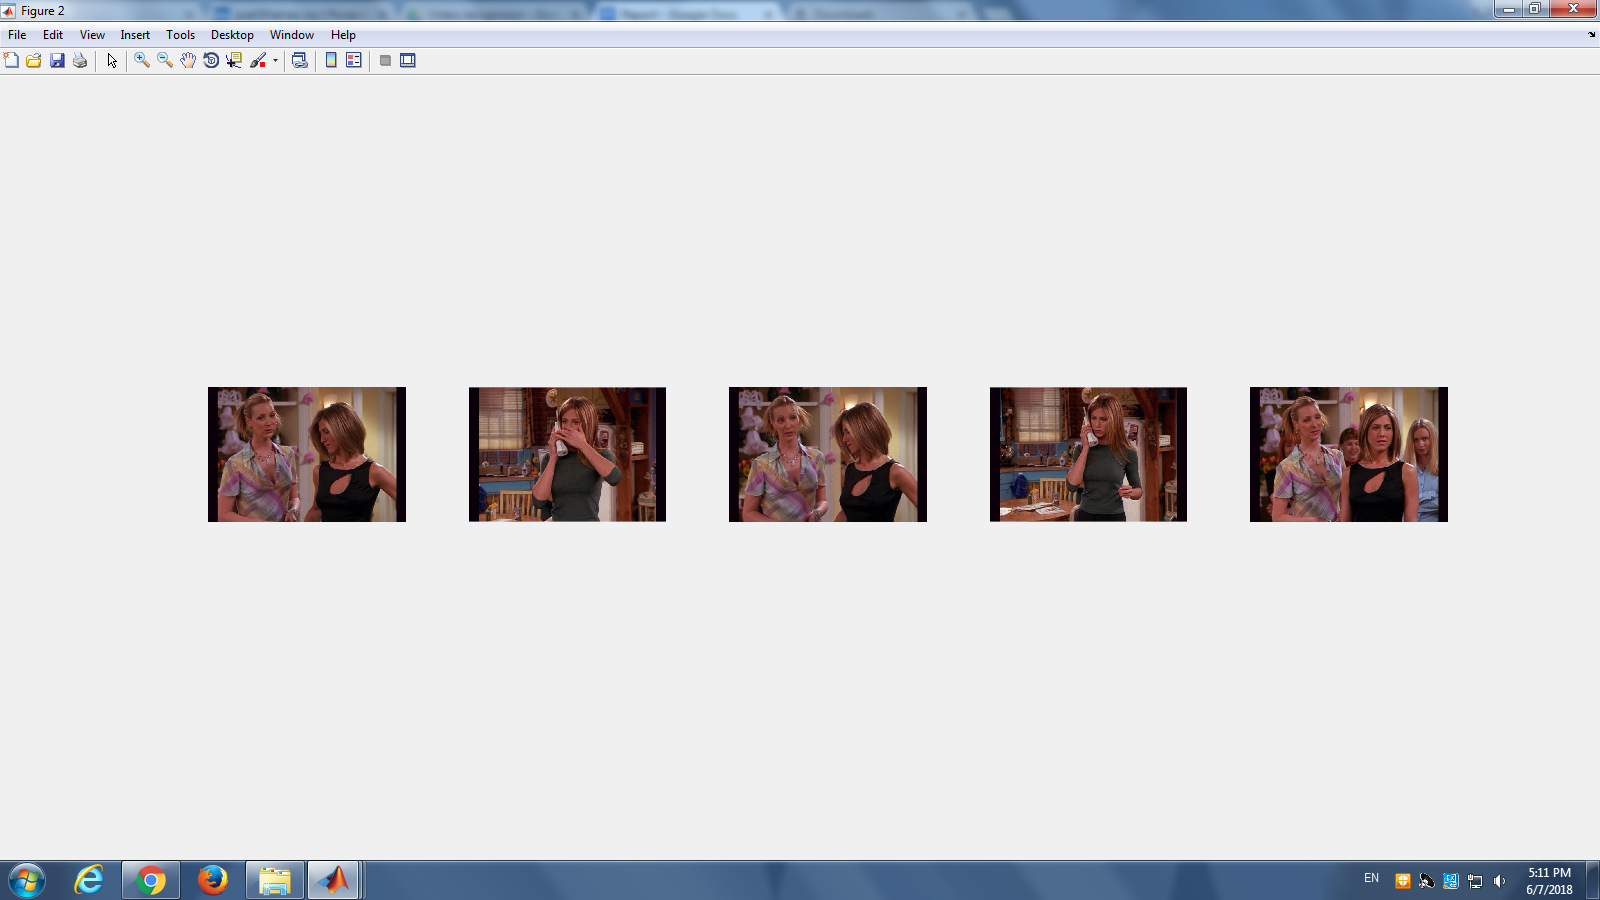 Figure 2
File Edit View Insert Tools Desktop Window Help
EN
5:11 PM
6/7/2018